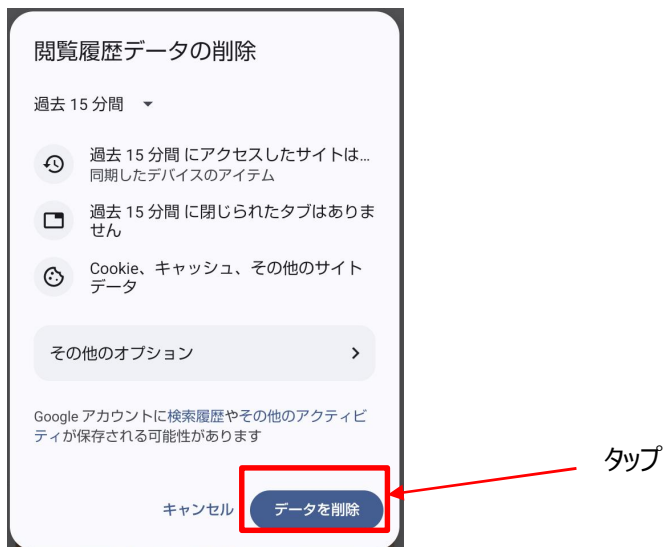 閲覧履歴データの削除
過去 15 分間
過去 15 分間 にアクセスしたサイトは...
同期したデバイスのアイテム
過去 15 分間 に閉じられたタブはありま
せん
Cookie、キャッシュ、その他のサイト
データ
その他のオプション
Google アカウントに検索履歴やその他のアクティビ
ティが保存される可能性があります
タップ
キャンセル データを削除